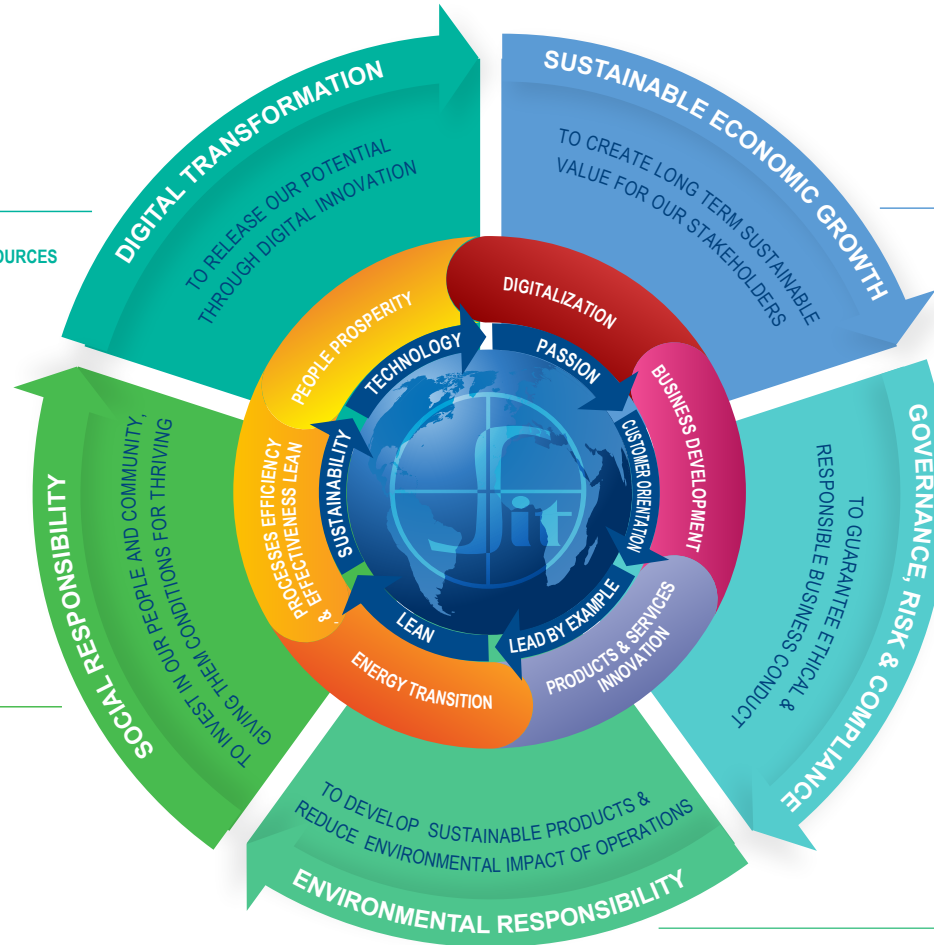 DIGITAL TRANSFORMATION
TO RELEASE OUR POTENTIAL
THROUGH DIGITAL INNOVATION
SUSTAINABLE ECONOMIC GROWTH
TO CREATE LONG TERM SUSTAINABLE
VALUE FOR OUR STAKEHOLDERS
GOVERNANCE, RISK & COMPLIANCE
TO GUARANTEE ETHICAL &
RESPONSIBLE BUSINESS CONDUCT
TO DEVELOP SUSTAINABLE PRODUCTS &
REDUCE ENVIRONMENTAL IMPACT OF OPERATIONS
ENVIRONMENTAL RESPONSIBILITY
SOCIAL RESPONSIBILITY
TO INVEST IN OUR PEOPLE AND COMMUNITY,
GIVING THEM CONDITIONS FOR THRIVING
DIGITALIZATION
BUSINESS DEVELOPMENT
PRODUCTS & SERVICES
INNOVATION
ENERGY TRANSITION
PROCESSES EFFICIENCY
& EFFECTIVENESS LEAN
PEOPLE PROSPERITY
PASSION
CUSTOMER ORIENTATION
LEAD BY EXAMPLE
LEAN
SUSTAINABILITY
TECHNOLOGY
fit